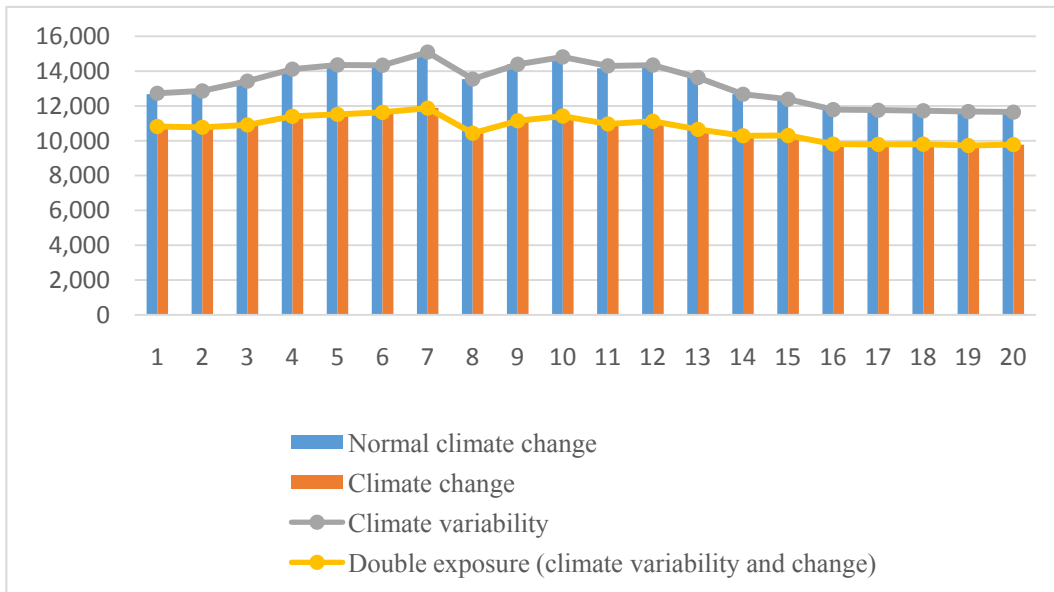 16,000
14,000
12,000
10,000
8,000
6,000
4,000
2,000
0
1 2 3 4 5 6 7 8 9 10 11 12 13 14 15 16 17 18 19 20
Normal climate change
Climate change
Climate variability
Double exposure (climate variability and change)